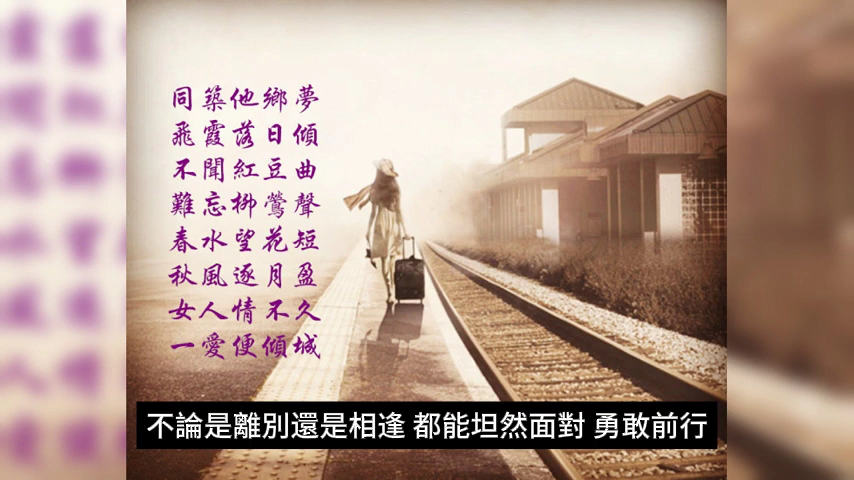 同築他鄉夢
飛霞落日傾
不聞紅豆曲
難忘柳鶯聲
春水望花短
秋風逐月盈
女人情不久
一愛便傾城
不論是離別還是相逢 都能坦然面對 勇敢前行